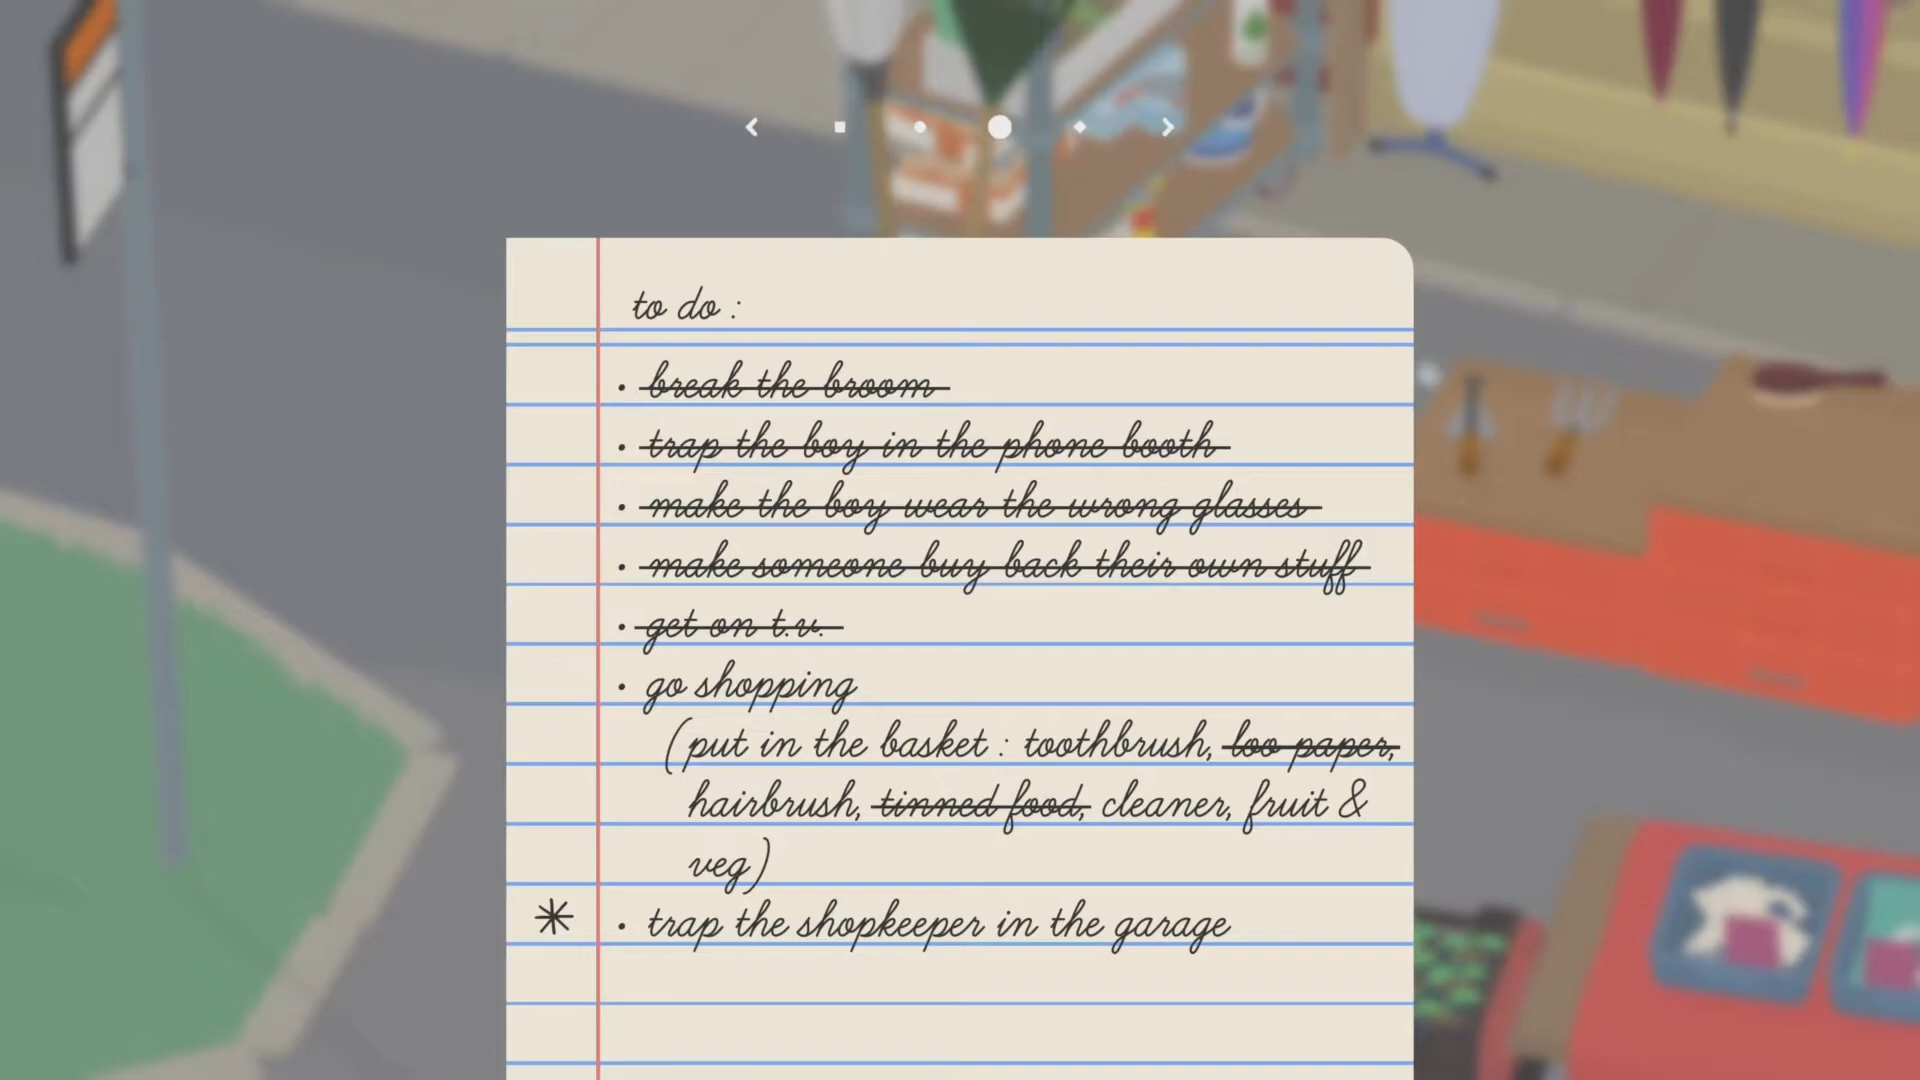 to do :
• break the broom
• trap the boy in the phone booth
• make the boy wear the wrong glasses
• make someone buy back their own stuff
• get on t.v.
• go shopping
(put in the basket : toothbrush, loo paper,
hairbrush, tinned food, cleaner, fruit &
veg)
* • trap the shopkeeper in the garage